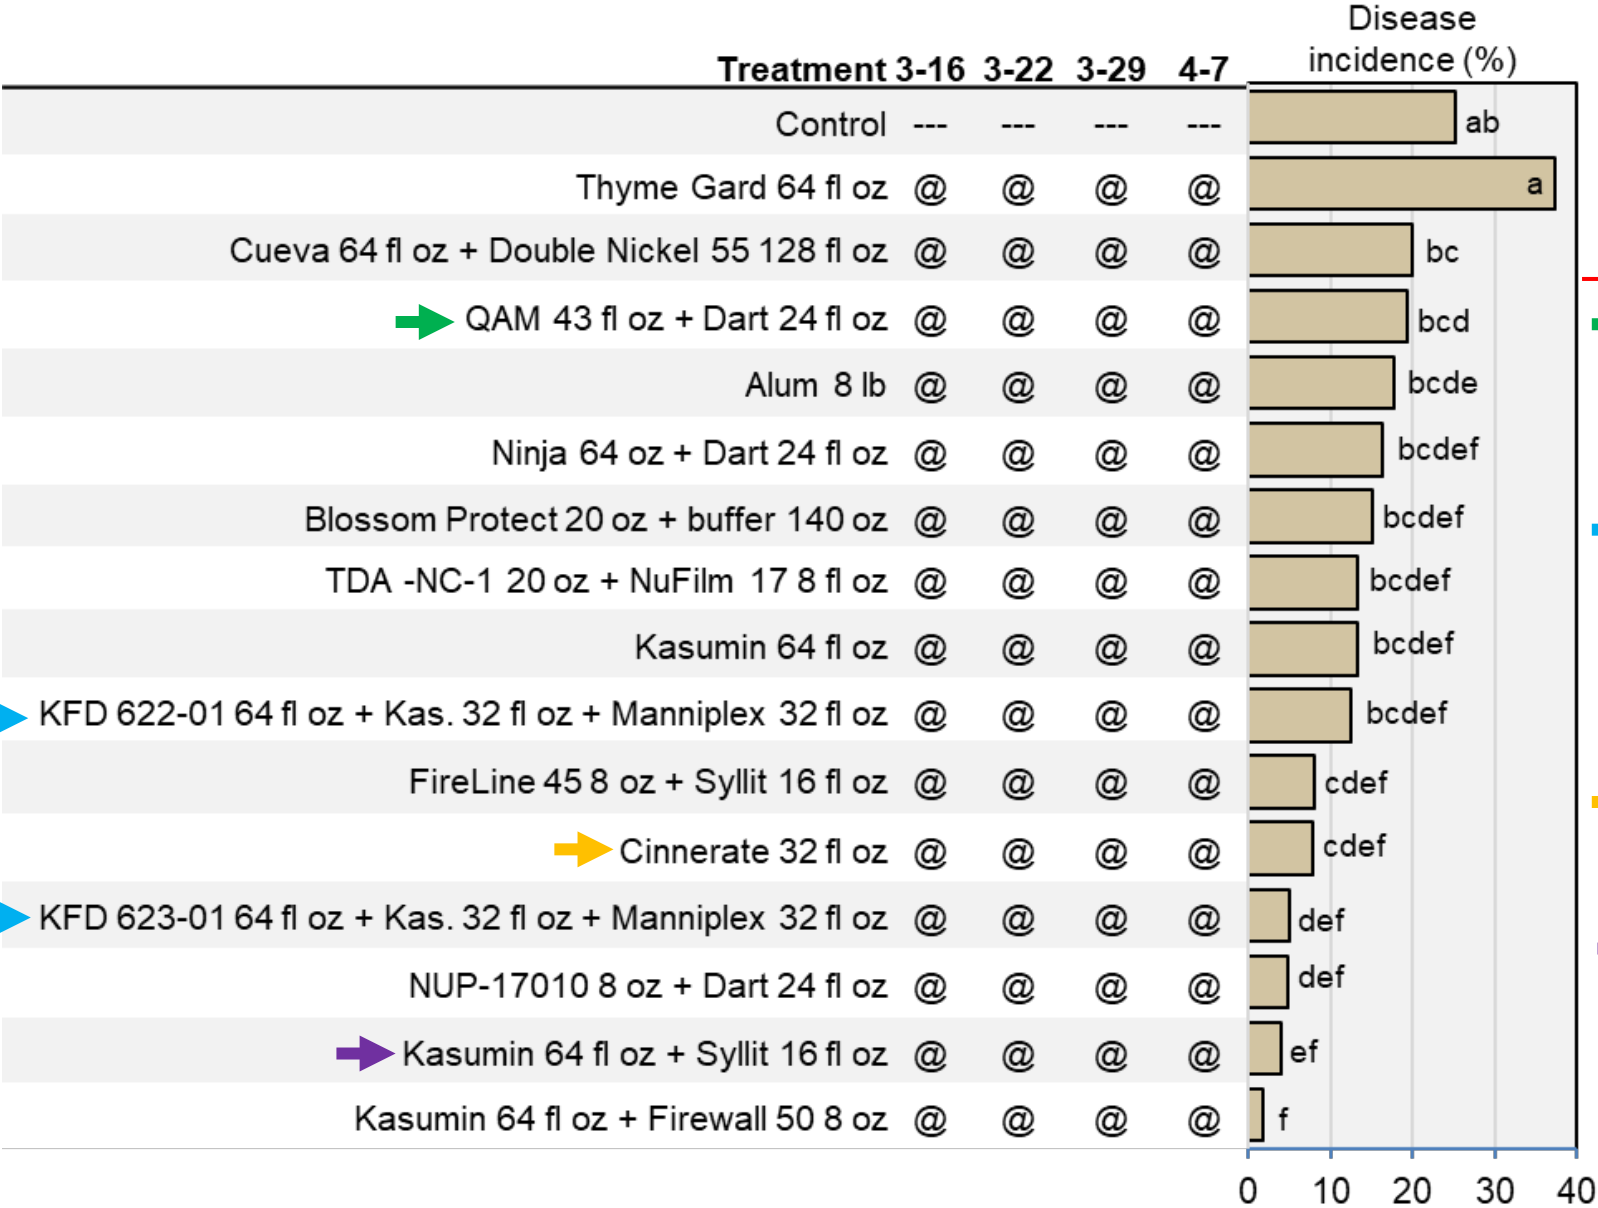 Disease
incidence (%)
Treatment 3-16 3-22 3-29 4-7
Control --- --- --- --- ab
Thyme Gard 64 fl oz @ @ @ @ a
Cueva 64 fl oz + Double Nickel 55 128 fl oz @ @ @ @ bc
QAM 43 fl oz + Dart 24 fl oz @ @ @ @ bcd
Alum 8 lb @ @ @ @ bcde
Ninja 64 oz + Dart 24 fl oz @ @ @ @ bcdef
Blossom Protect 20 oz + buffer 140 oz @ @ @ @ bcdef
TDA -NC-1 20 oz + NuFilm 17 8 fl oz @ @ @ @ bcdef
Kasumin 64 fl oz @ @ @ @ bcdef
KFD 622-01 64 fl oz + Kas. 32 fl oz + Manniplex 32 fl oz @ @ @ @ bcdef
FireLine 45 8 oz + Syllit 16 fl oz @ @ @ @ cdef
Cinnerate 32 fl oz @ @ @ @ cdef
KFD 623-01 64 fl oz + Kas. 32 fl oz + Manniplex 32 fl oz @ @ @ @ def
NUP-17010 8 oz + Dart 24 fl oz @ @ @ @ def
Kasumin 64 fl oz + Syllit 16 fl oz @ @ @ @ ef
Kasumin 64 fl oz + Firewall 50 8 oz @ @ @ @ f
0 10 20 30 40